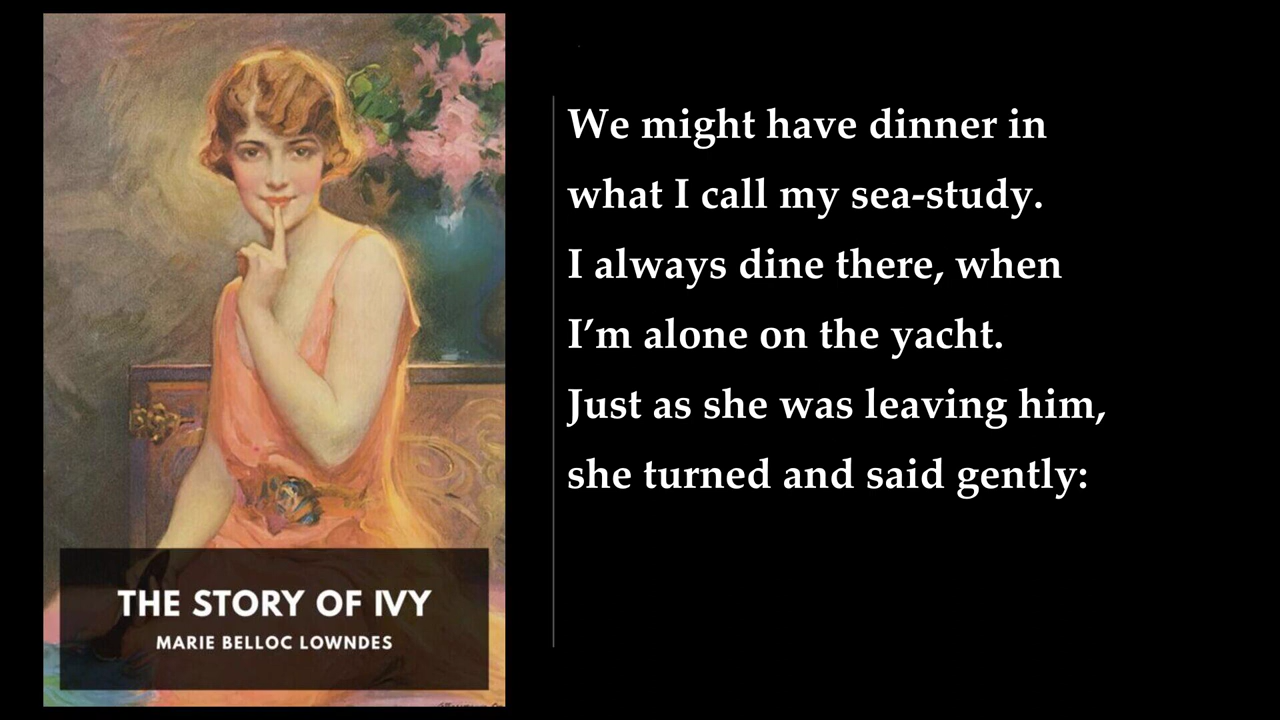 THE STORY OF IVY
MARIE BELLOC LOWNDES
We might have dinner in
what I call my sea-study.
I always dine there, when
I’m alone on the yacht.
Just as she was leaving him,
she turned and said gently: